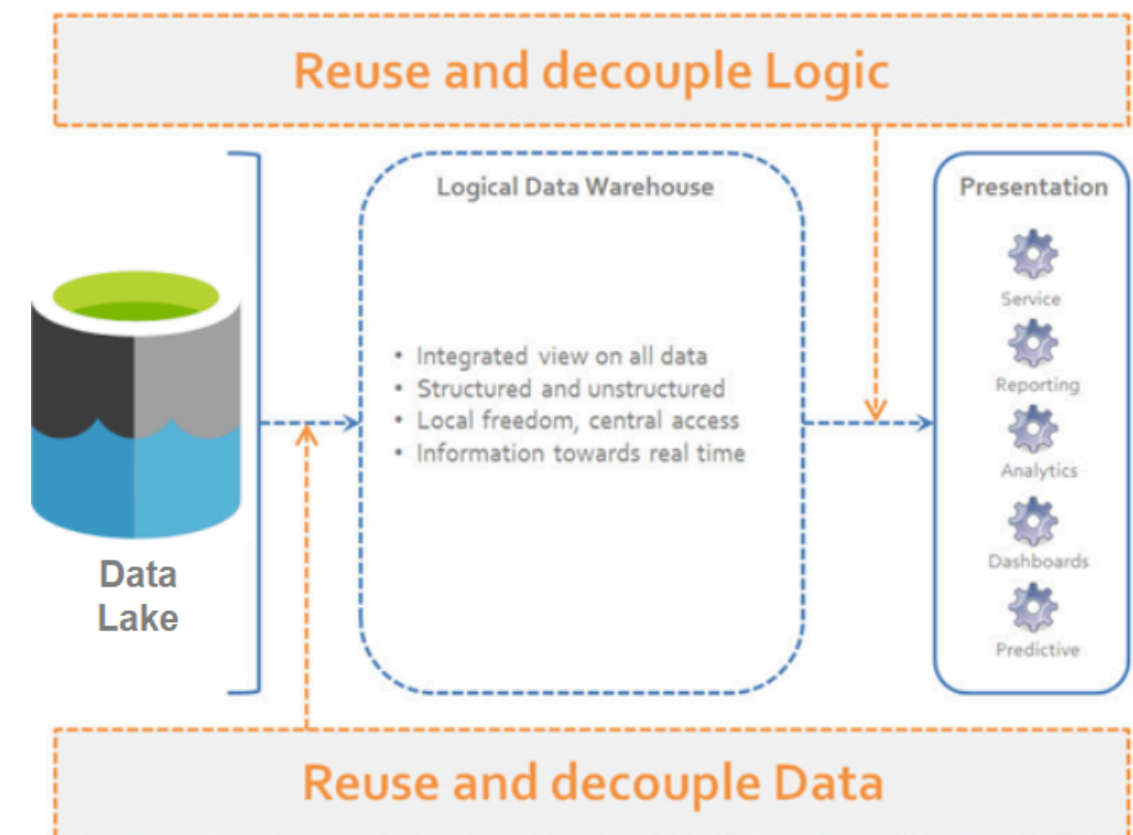 Reuse and decouple Logic
Logical Data Warehouse
• Integrated view on all data
• Structured and unstructured
• Local freedom, central access
• Information towards real time
Presentation
Service
Reporting
Analytics
Dashboards
Predictive
Data
Lake
Reuse and decouple Data